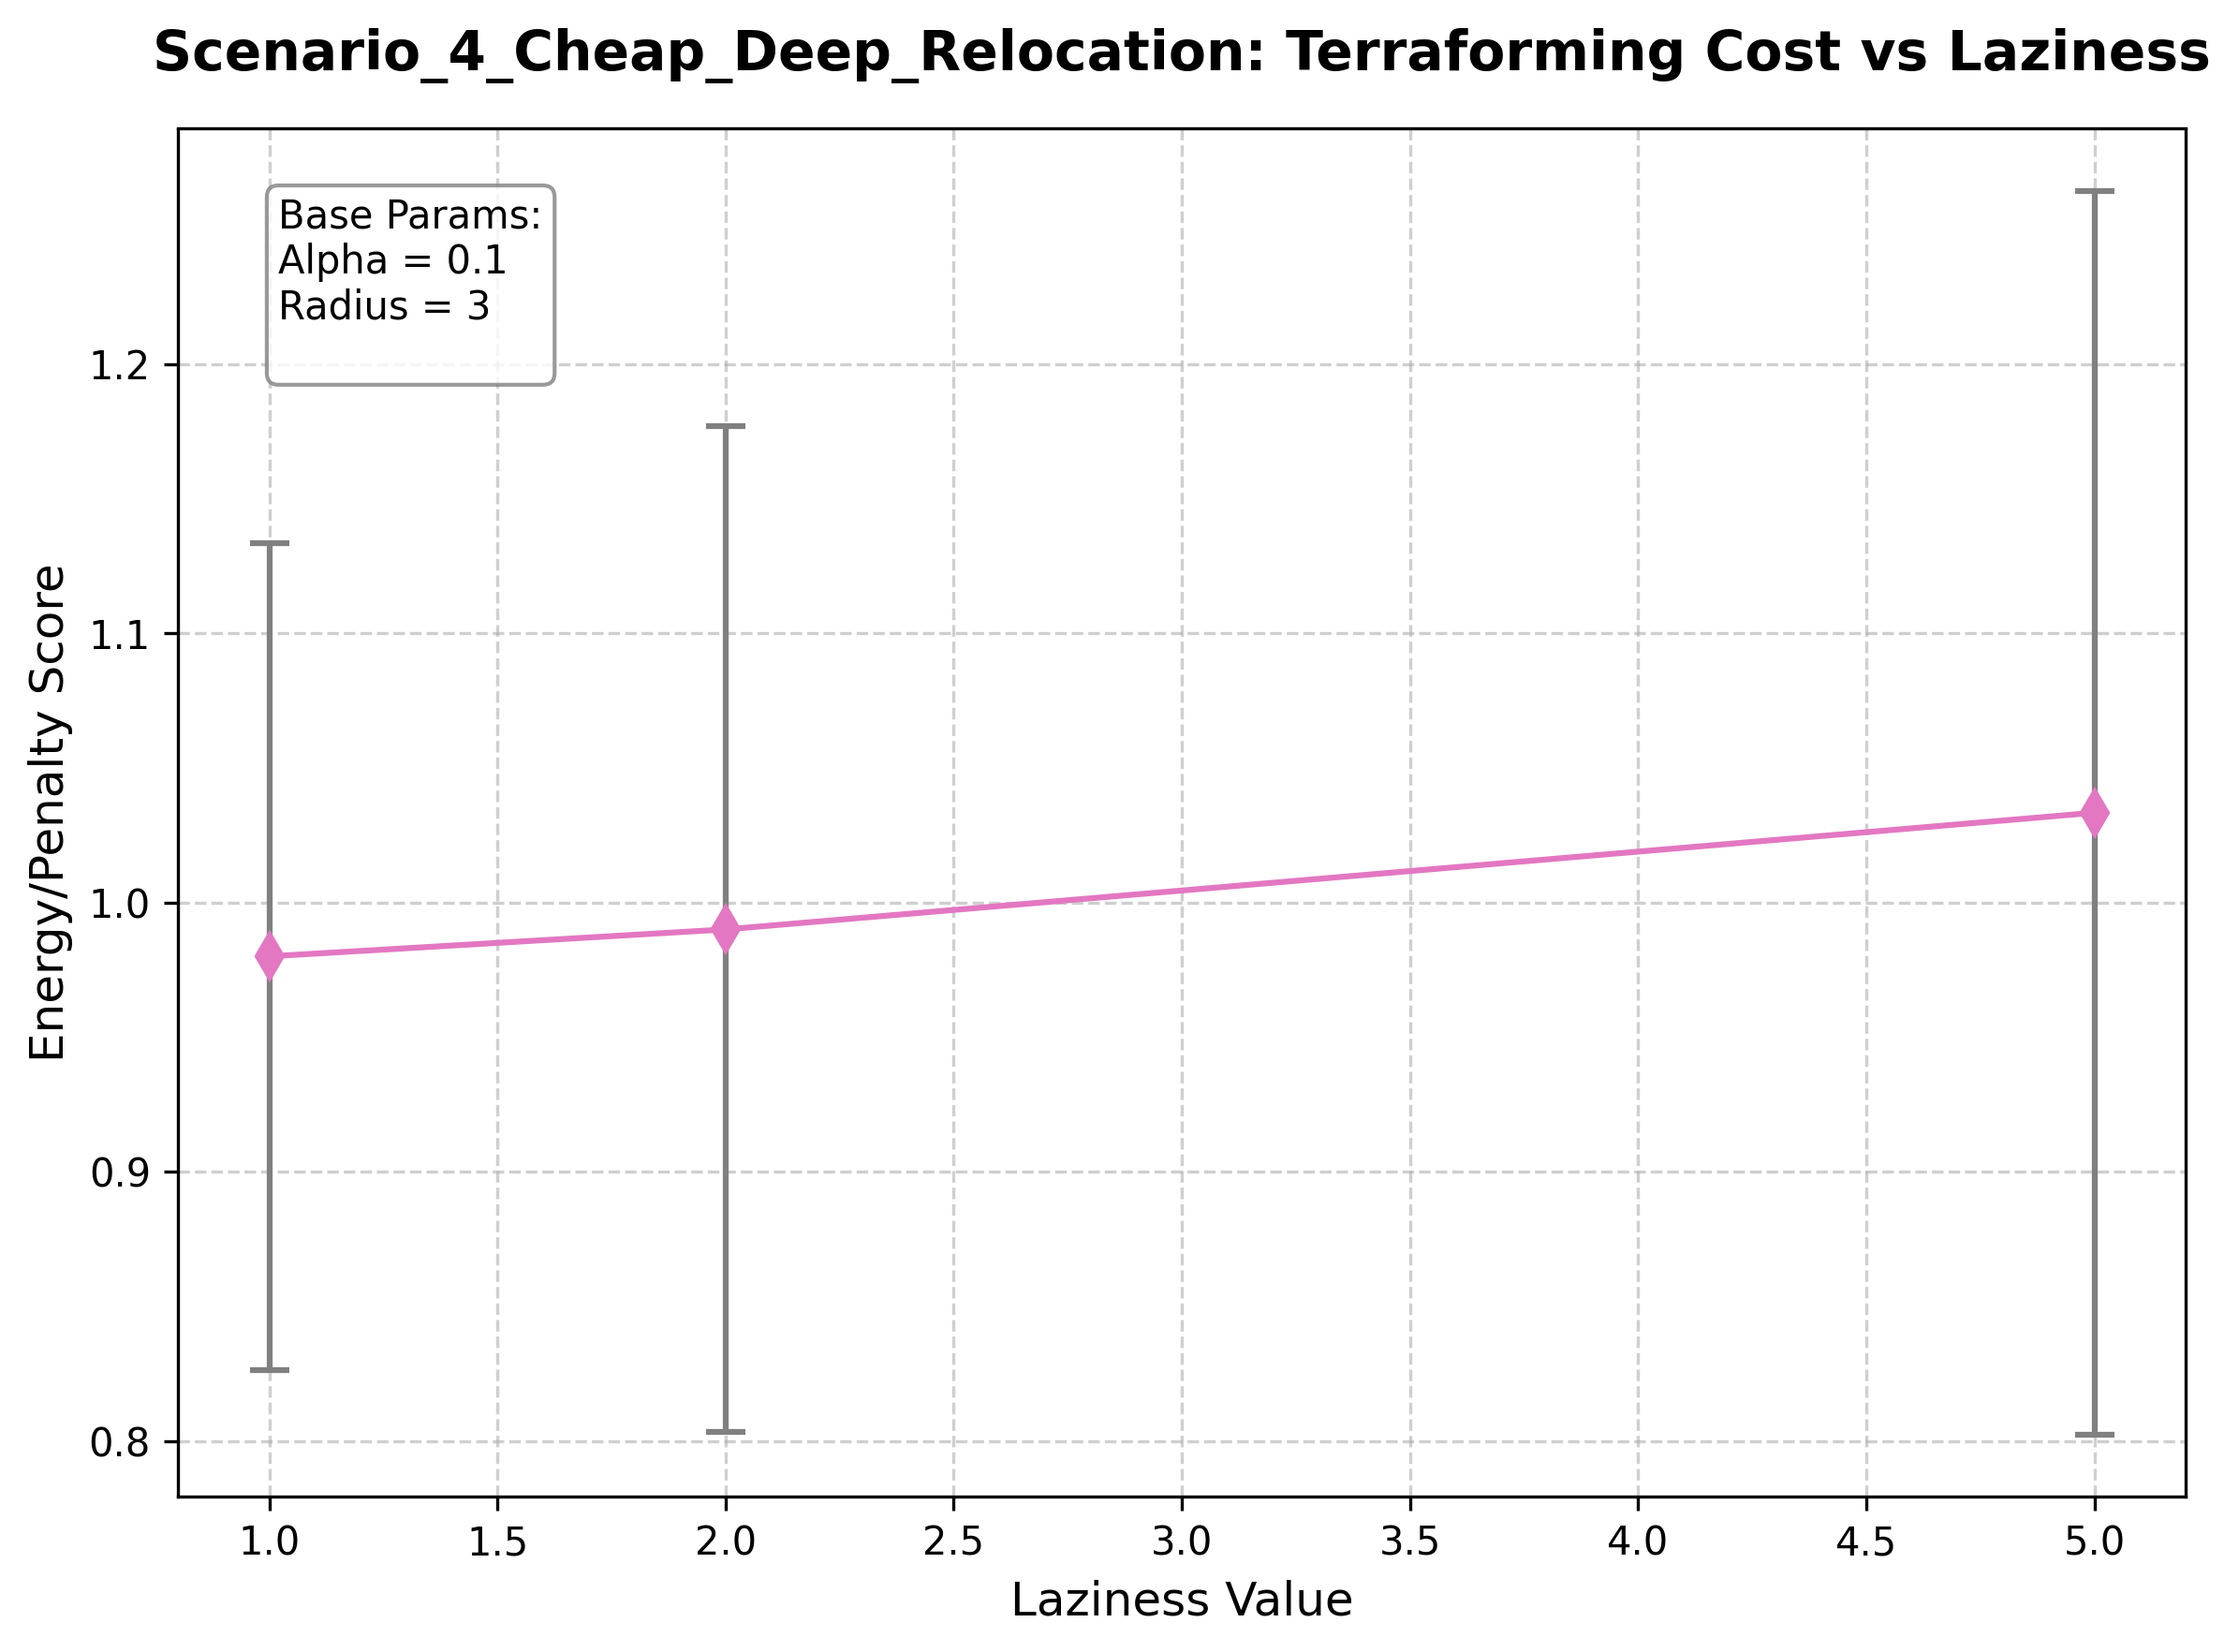 Scenario_4_Cheap_Deep_Relocation: Terraforming Cost vs Laziness
Base Params:
Alpha = 0.1
Radius = 3
Energy/Penalty Score
1.2
1.1
1.0
0.9
0.8
1.0 1.5 2.0 2.5 3.0 3.5 4.0 4.5 5.0
Laziness Value